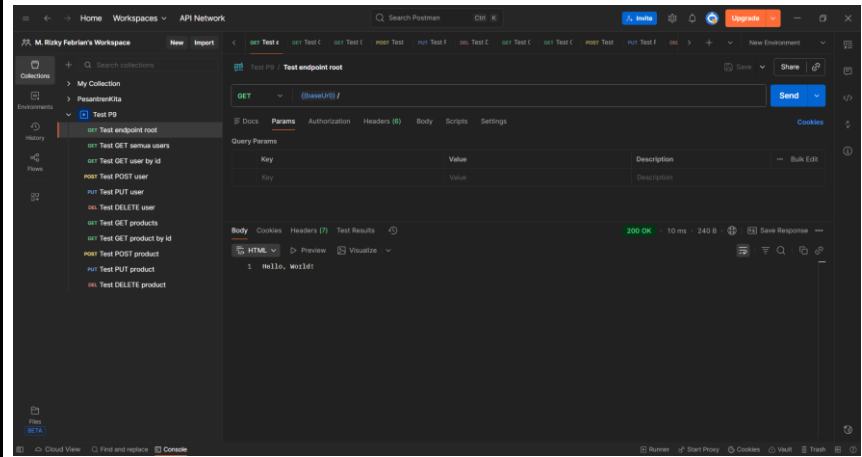 Home Workspaces API Network Search Postman Ctrl K Invite Upgrade
M. Rizky Febrian's Workspace New Import GET Test e GET Test C GET Test C POST Test PUT Test F DEL Test C GET Test C GET Test C POST Test PUT Test F DEL New Environment
Collections
Environments
History
Flows
Search collections
My Collection
PesantrenKita
Test P9
GET Test endpoint root
GET Test GET semua users
GET Test GET user by id
POST Test POST user
PUT Test PUT user
DEL Test DELETE user
GET Test GET products
GET Test GET product by id
POST Test POST product
PUT Test PUT product
DEL Test DELETE product
Files
BETA
Test P9 / Test endpoint root Save Share
GET {{baseUrl}} / Send
Docs Params Authorization Headers (6) Body Scripts Settings Cookies
Query Params
Key Value Description Bulk Edit
Key Value Description
Body Cookies Headers (7) Test Results 200 OK 10 ms 240 B Save Response
HTML Preview Visualize
1 Hello, World!
Cloud View Find and replace Console Runner Start Proxy Cookies Vault Trash